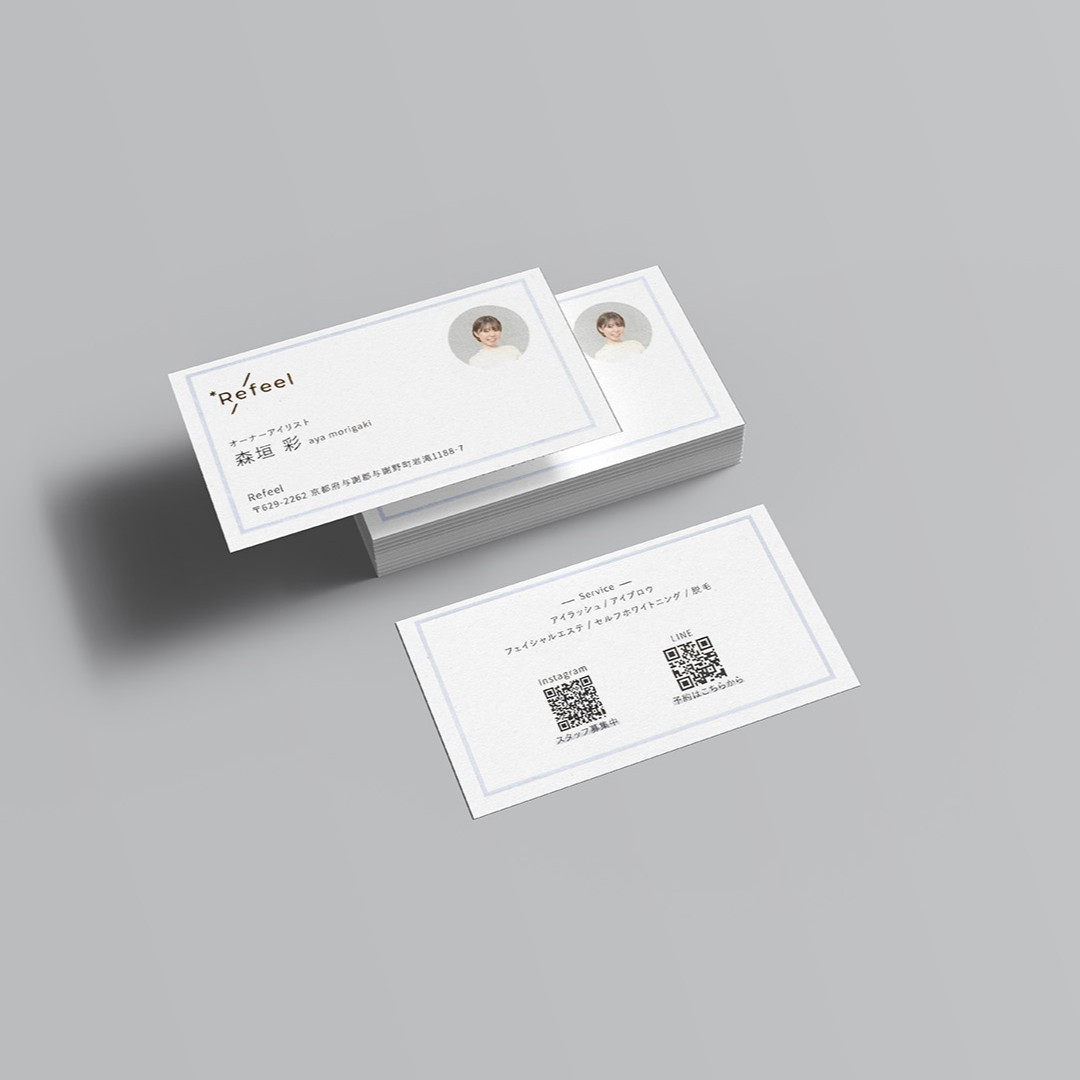 *Refeel
オーナーアイリスト
森垣 彩 aya morigaki
Refeel
〒629-2262 京都府与謝郡与謝野町岩滝1188-7
— Service —
アイラッシュ / アイブロウ
フェイシャルエステ / セルフホワイトニング / 脱毛
Instagram
スタッフ募集中
LINE
予約はこちらから